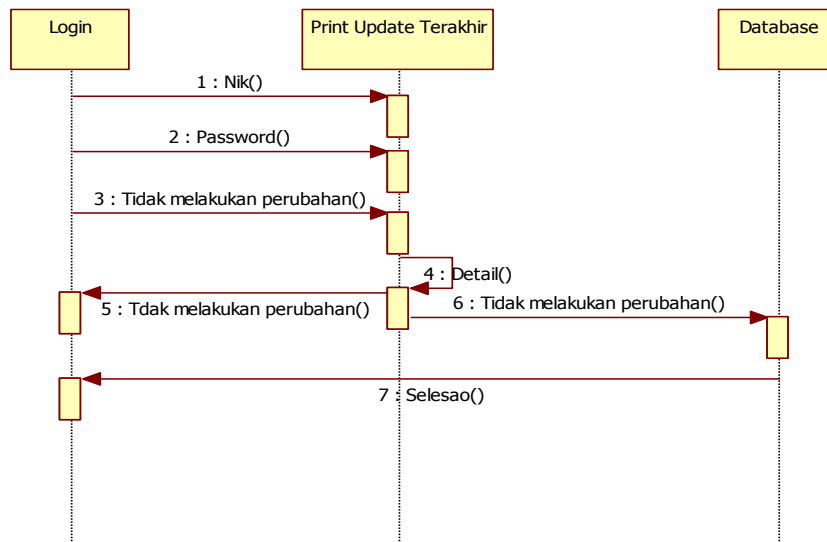 Login
Print Update Terakhir
Database
1 : Nik()
2 : Password()
3 : Tidak melakukan perubahan()
4 : Detail()
5 : Tdak melakukan perubahan()
6 : Tidak melakukan perubahan()
7 : Selesao()